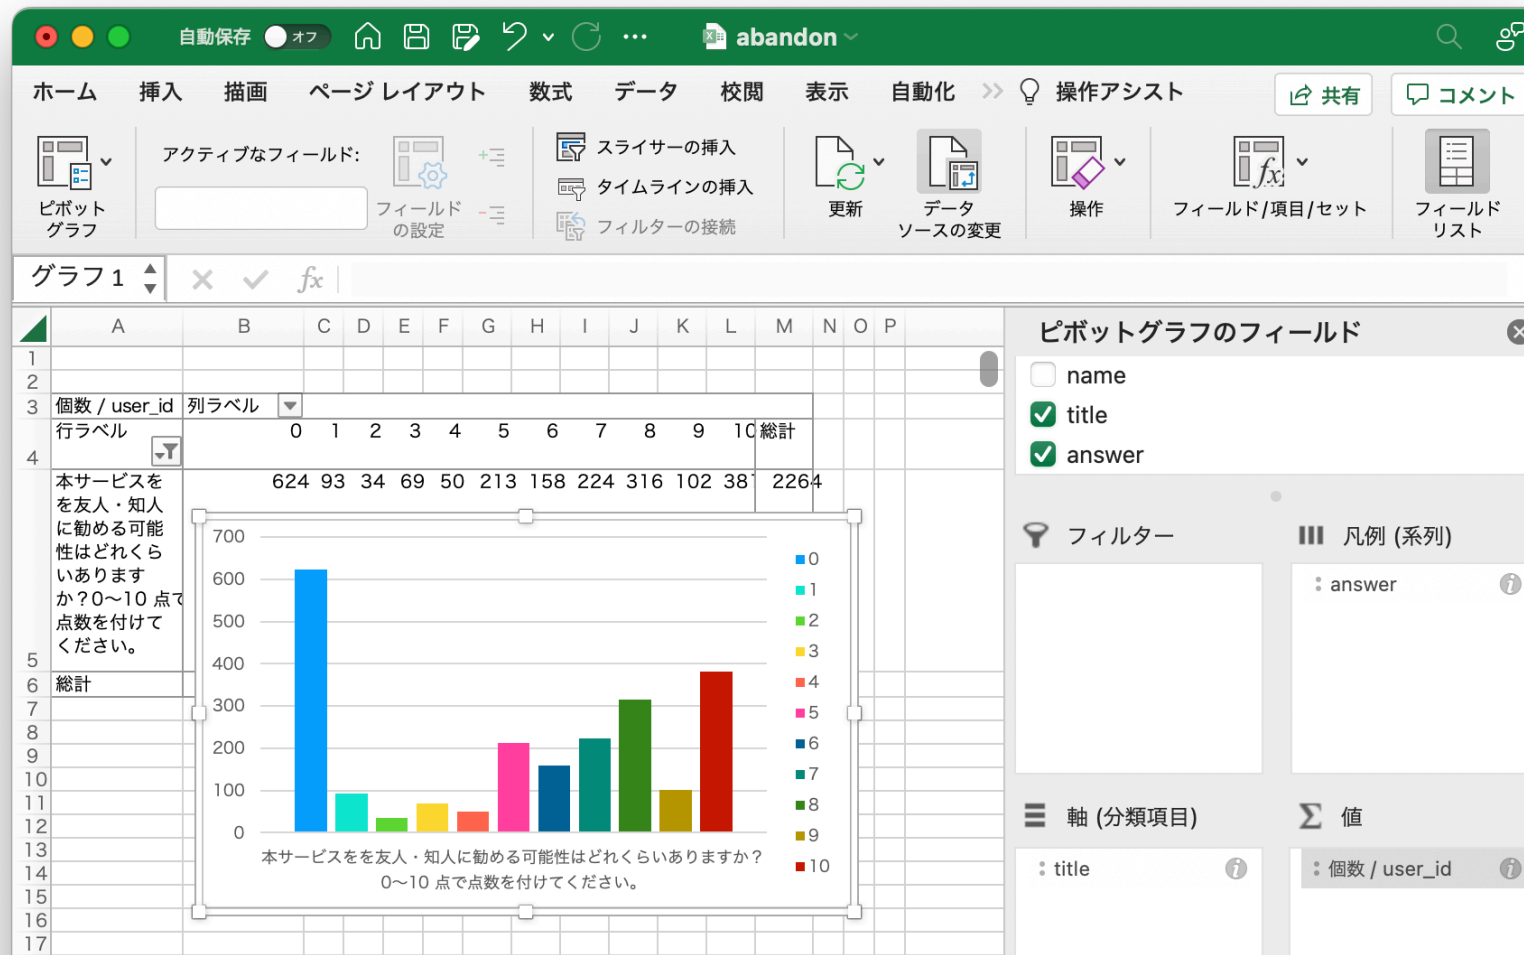 自動保存 オフ abandon
ホーム 挿入 描画 ページ レイアウト 数式 データ 校閲 表示 自動化 操作アシスト 共有 コメント
ピボット
グラフ
アクティブなフィールド:
フィールド
の設定
スライサーの挿入
タイムラインの挿入
フィルターの接続
更新
データ
ソースの変更
操作
フィールド/項目/セット
フィールド
リスト
グラフ 1 fx
A B C D E F G H I J K L M N O P
1
2
3 個数 / user_id 列ラベル
4 行ラベル 0 1 2 3 4 5 6 7 8 9 10 総計
624 93 34 69 50 213 158 224 316 102 381 2264
本サービスを
を友人・知人
に勧める可能
性はどれくら
いあります
か？0〜10 点で
点数を付けて
ください。
5
6 総計
7
8
9
10
11
12
13
14
15
16
17
700
600
500
400
300
200
100
0
本サービスをを友人・知人に勧める可能性はどれくらいありますか？
0〜10 点で点数を付けてください。
0
1
2
3
4
5
6
7
8
9
10
ピボットグラフのフィールド
name
title
answer
フィルター
凡例 (系列)
answer
軸 (分類項目)
title
値
個数 / user_id